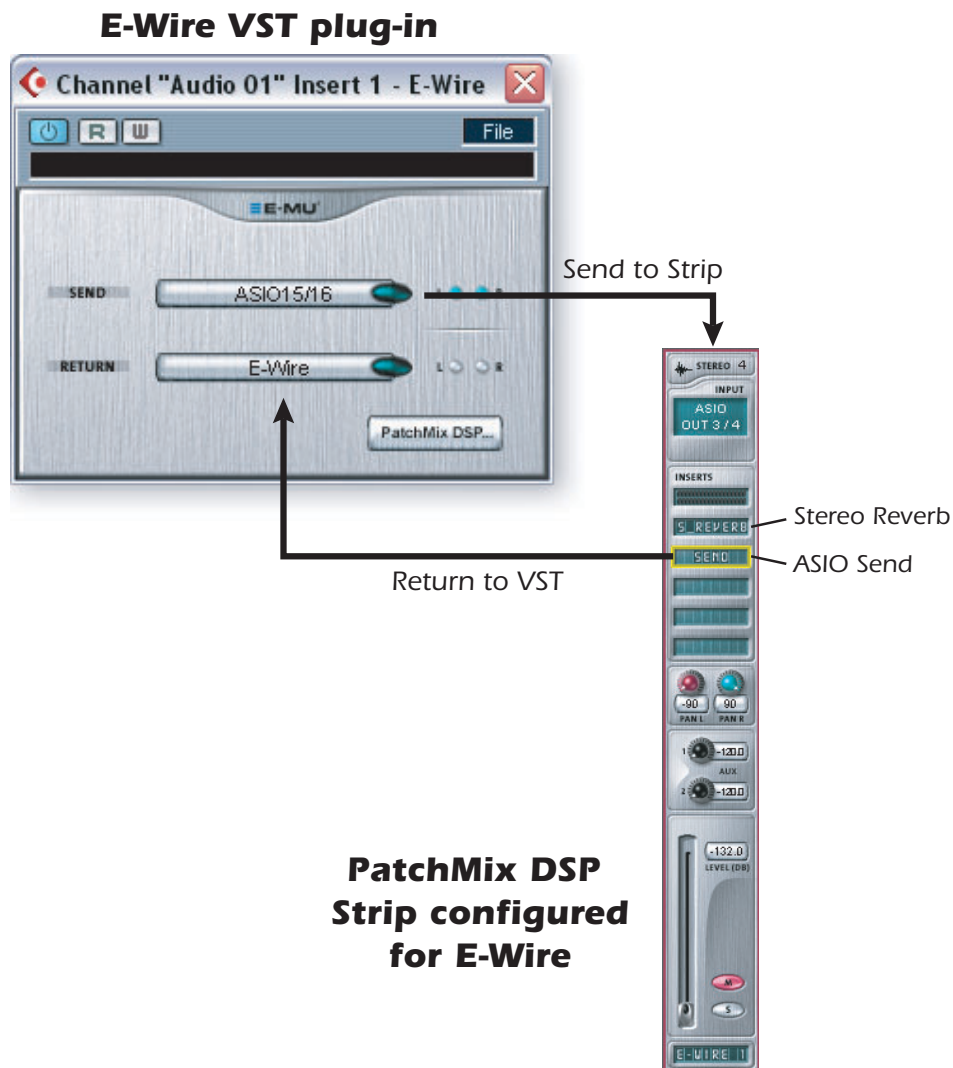 E-Wire VST plug-in
Channel "Audio 01" Insert 1 - E-Wire
R W File
E-MU
SEND ASIO15/16 L R
RETURN E-Wire L R
PatchMix DSP...
Send to Strip
Return to VST
STEREO 4
INPUT
ASIO
OUT 3 / 4
INSERTS
S_REVERB
SEND
Stereo Reverb
ASIO Send
-90 90
PAN L PAN R
1 -120.0
AUX
2 -120.0
-132.0
LEVEL (DB)
M
S
E-WIRE 1
PatchMix DSP
Strip configured
for E-Wire